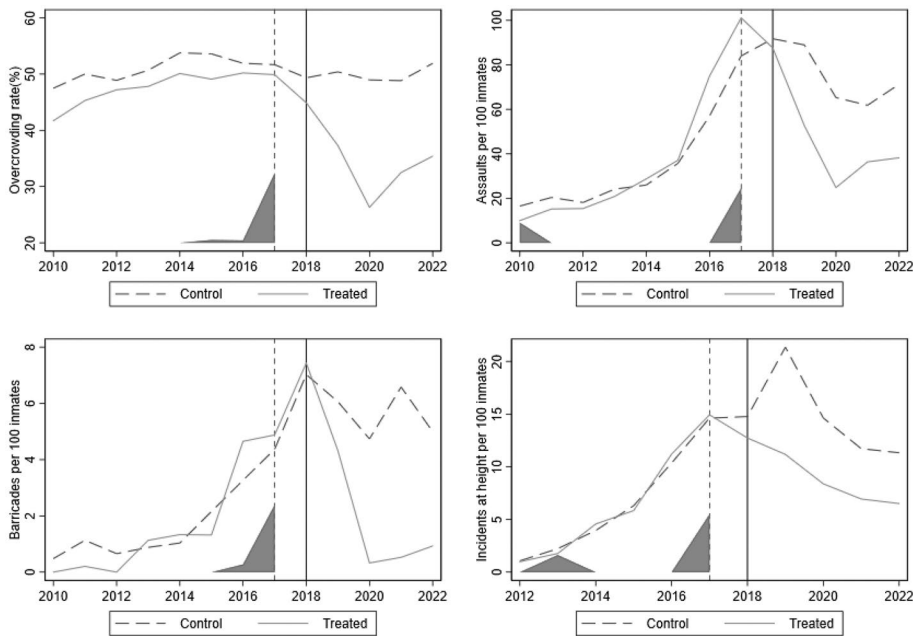 Overcrowding rate(%)
60
50
40
30
20
2010 2012 2014 2016 2018 2020 2022
Control Treated
Assaults per 100 inmates
100
80
60
40
20
0
2010 2012 2014 2016 2018 2020 2022
Control Treated
Barricades per 100 inmates
8
6
4
2
0
2010 2012 2014 2016 2018 2020 2022
Control Treated
Incidents at height per 100 inmates
20
15
10
5
0
2012 2014 2016 2018 2020 2022
Control Treated